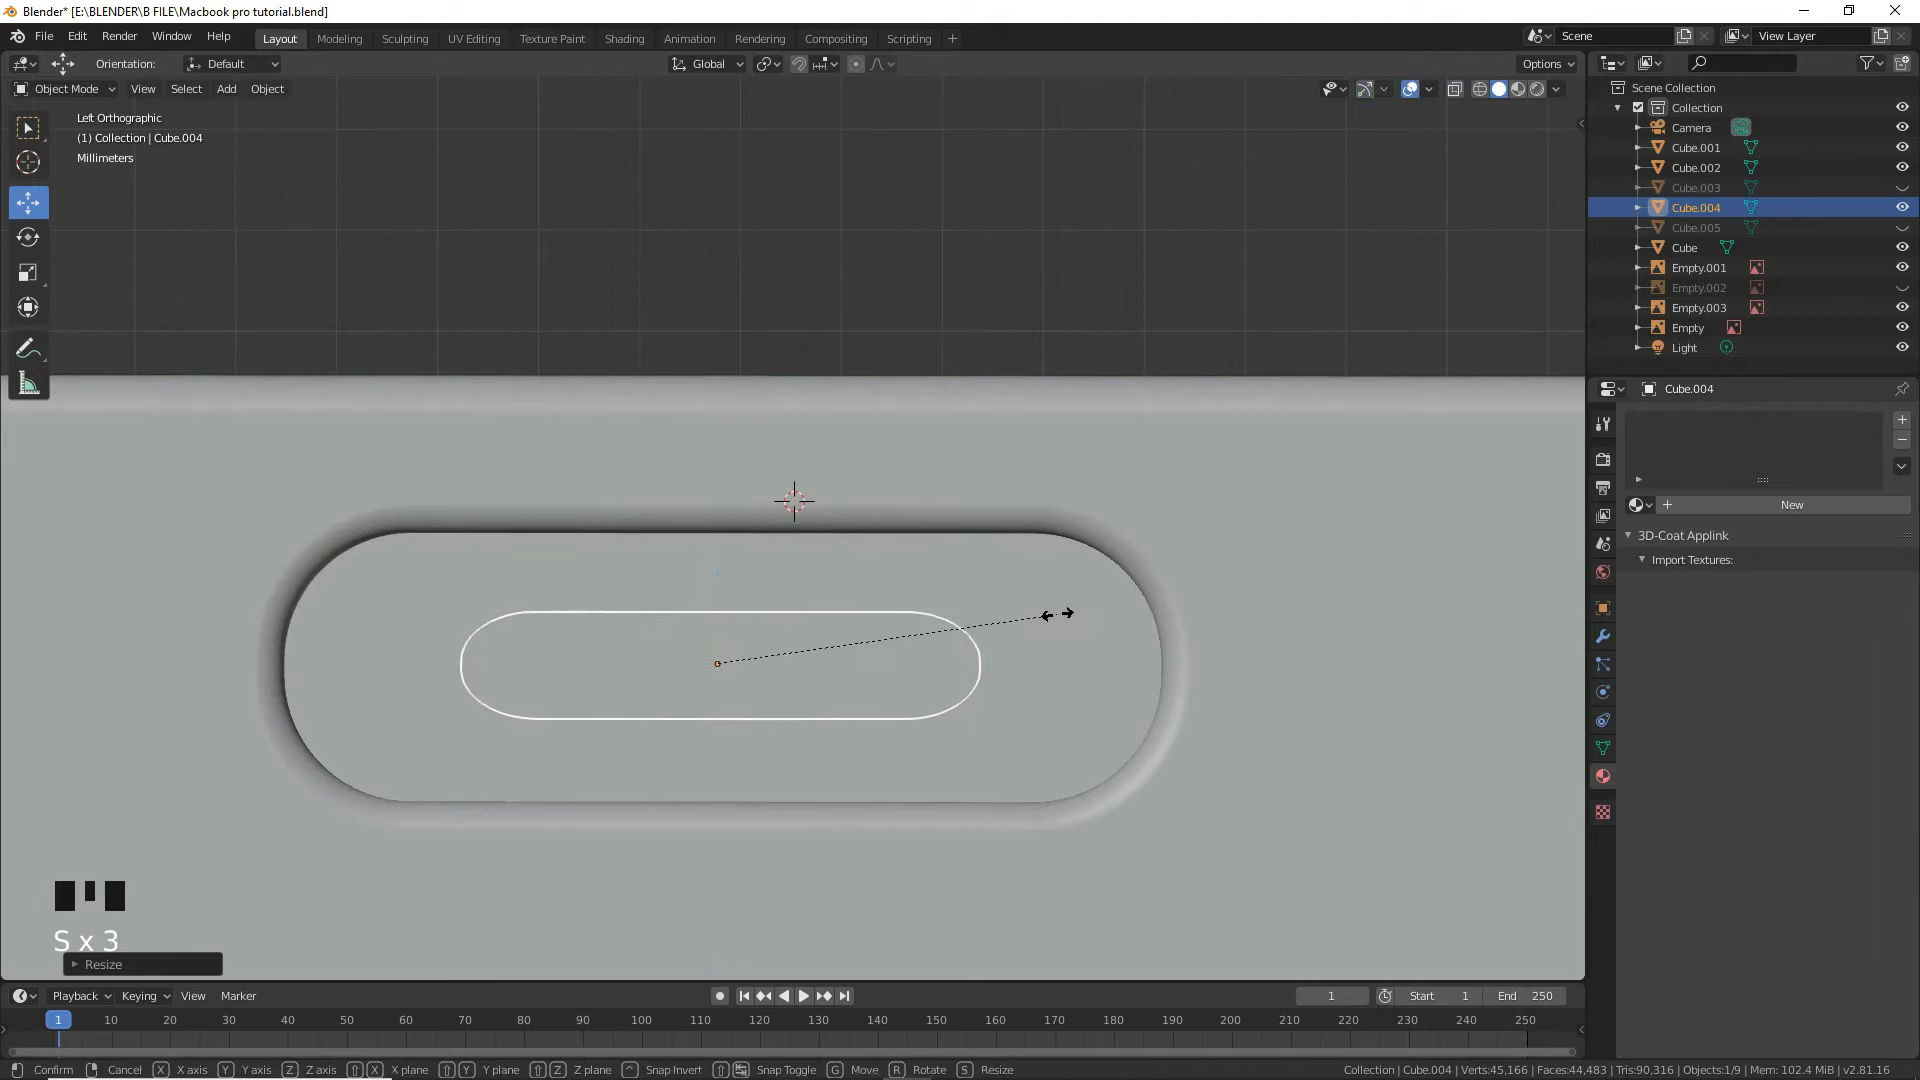 Blender* [E:\BLENDER\B FILE\Macbook pro tutorial.blend]
File Edit Render Window Help Layout Modeling Sculpting UV Editing Texture Paint Shading Animation Rendering Compositing Scripting + Scene View Layer
Orientation: Default Global Options
Object Mode View Select Add Object
Left Orthographic
(1) Collection | Cube.004
Millimeters
Scene Collection
Collection
Camera
Cube.001
Cube.002
Cube.003
Cube.004
Cube.005
Cube
Empty.001
Empty.002
Empty.003
Empty
Light
Cube.004
New
3D-Coat Applink
Import Textures:
S x 3
Resize
Playback Keying View Marker 1 Start 1 End 250
1 10 20 30 40 50 60 70 80 90 100 110 120 130 140 150 160 170 180 190 200 210 220 230 240 250
Confirm Cancel X X axis Y Y axis Z Z axis X X plane Y Y plane Z Z plane Snap Invert Snap Toggle G Move R Rotate S Resize Collection | Cube.004 | Verts:45,166 | Faces:44,483 | Tris:90,316 | Objects:1/9 | Mem: 102.4 MiB | v2.81.16